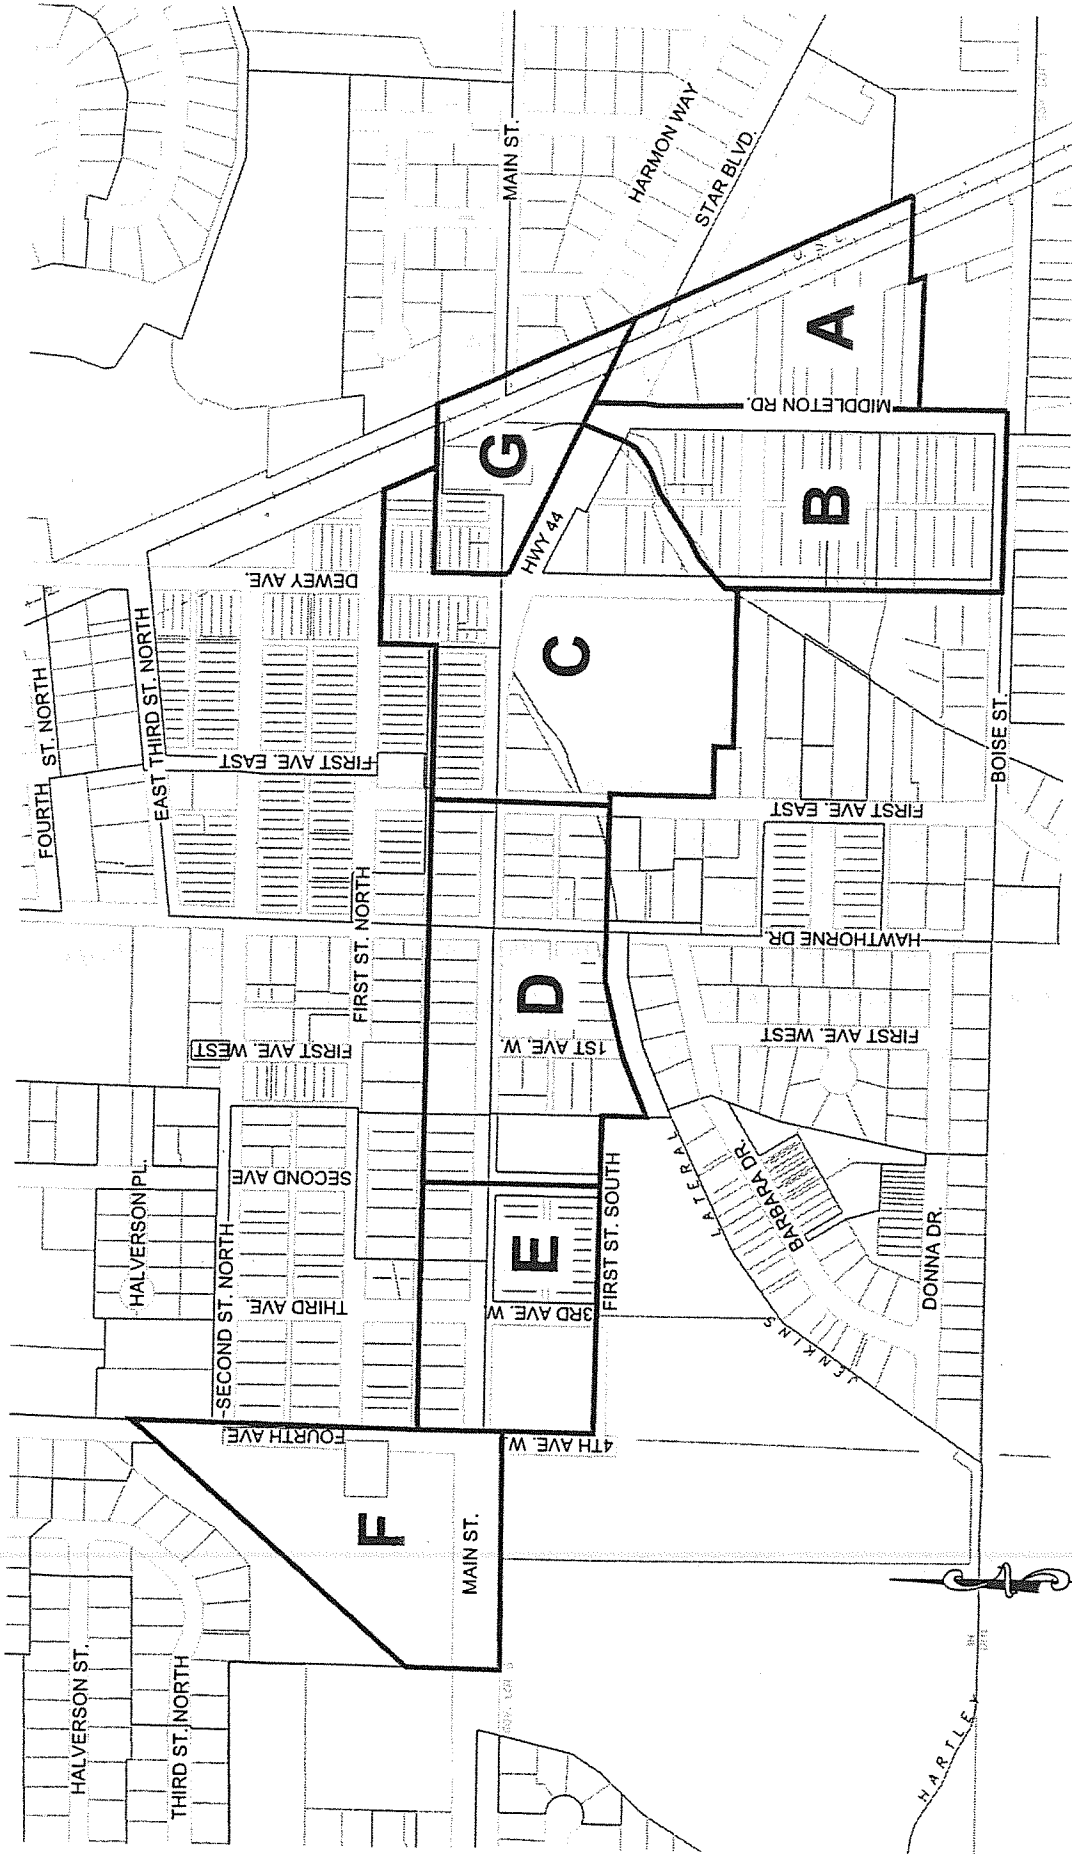 HALVERSON ST.
THIRD ST. NORTH
F
MAIN ST.
FOURTH AVE
4TH AVE. W.
SECOND ST. NORTH
HALVERSON PL.
THIRD AVE.
SECOND AVE
E
3RD AVE. W
FIRST ST. SOUTH
FIRST AVE. WEST
FIRST ST. NORTH
D
1ST AVE. W.
LATERAL
JENKINS
BARBARA DR.
DONNA DR.
FIRST AVE. WEST
HAWTHORNE DR.
FIRST AVE. EAST
FOURTH ST. NORTH
EAST THIRD ST. NORTH
FIRST AVE. EAST
DEWEY AVE.
C
BOISE ST.
HWY 44
G
B
MIDDLETON RD.
A
MAIN ST.
HARMON WAY
STAR BLVD.
HARTLEY